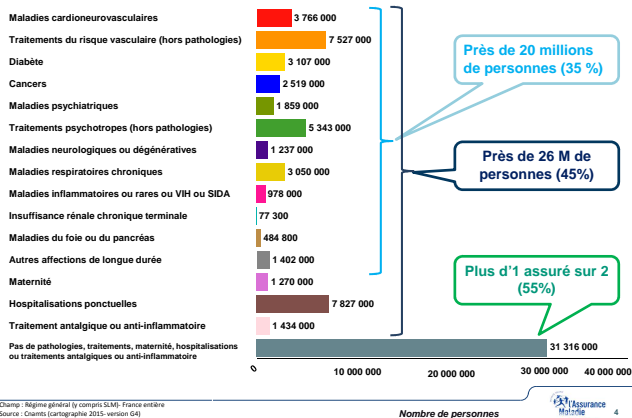 Maladies cardioneurovasculaires
3 766 000
Traitements du risque vasculaire (hors pathologies)
7 527 000
Diabète
3 107 000
Cancers
2 519 000
Maladies psychiatriques
1 859 000
Traitements psychotropes (hors pathologies)
5 343 000
Maladies neurologiques ou dégénératives
1 237 000
Maladies respiratoires chroniques
3 050 000
Maladies inflammatoires ou rares ou VIH ou SIDA
978 000
Insuffisance rénale chronique terminale
77 300
Maladies du foie ou du pancréas
484 800
Autres affections de longue durée
1 402 000
Maternité
1 270 000
Hospitalisations ponctuelles
7 827 000
Traitement antalgique ou anti-inflammatoire
1 434 000
Pas de pathologies, traitements, maternité, hospitalisations
ou traitements antalgiques ou anti-inflammatoire
31 316 000
Près de 20 millions
de personnes (35 %)
Près de 26 M de
personnes (45%)
Plus d'1 assuré sur 2
(55%)
0
10 000 000
20 000 000
30 000 000
40 000 000
Nombre de personnes
Champ : Régime général (y compris SLM)- France entière
Source : Cnamts (cartographie 2015- version G4)
l'Assurance
Maladie
4